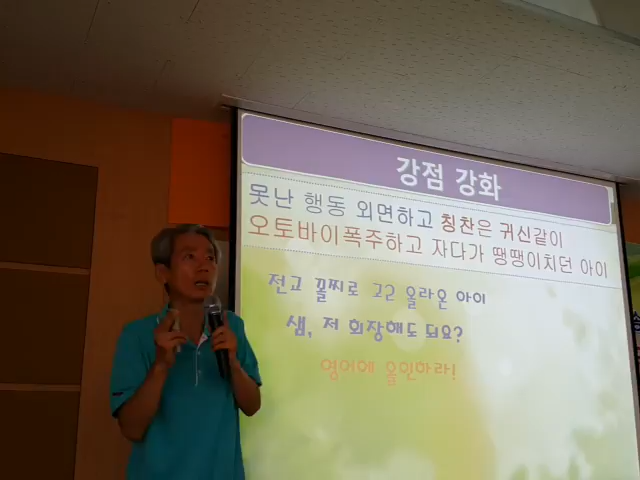 강점 강화
못난 행동 외면하고 칭찬은 귀신같이
오토바이폭주하고 자다가 땡땡이치던 아이
전교 꼴찌로 고2 올라온 아이
샘, 저 회장해도 되요?
영어에 올인하라!